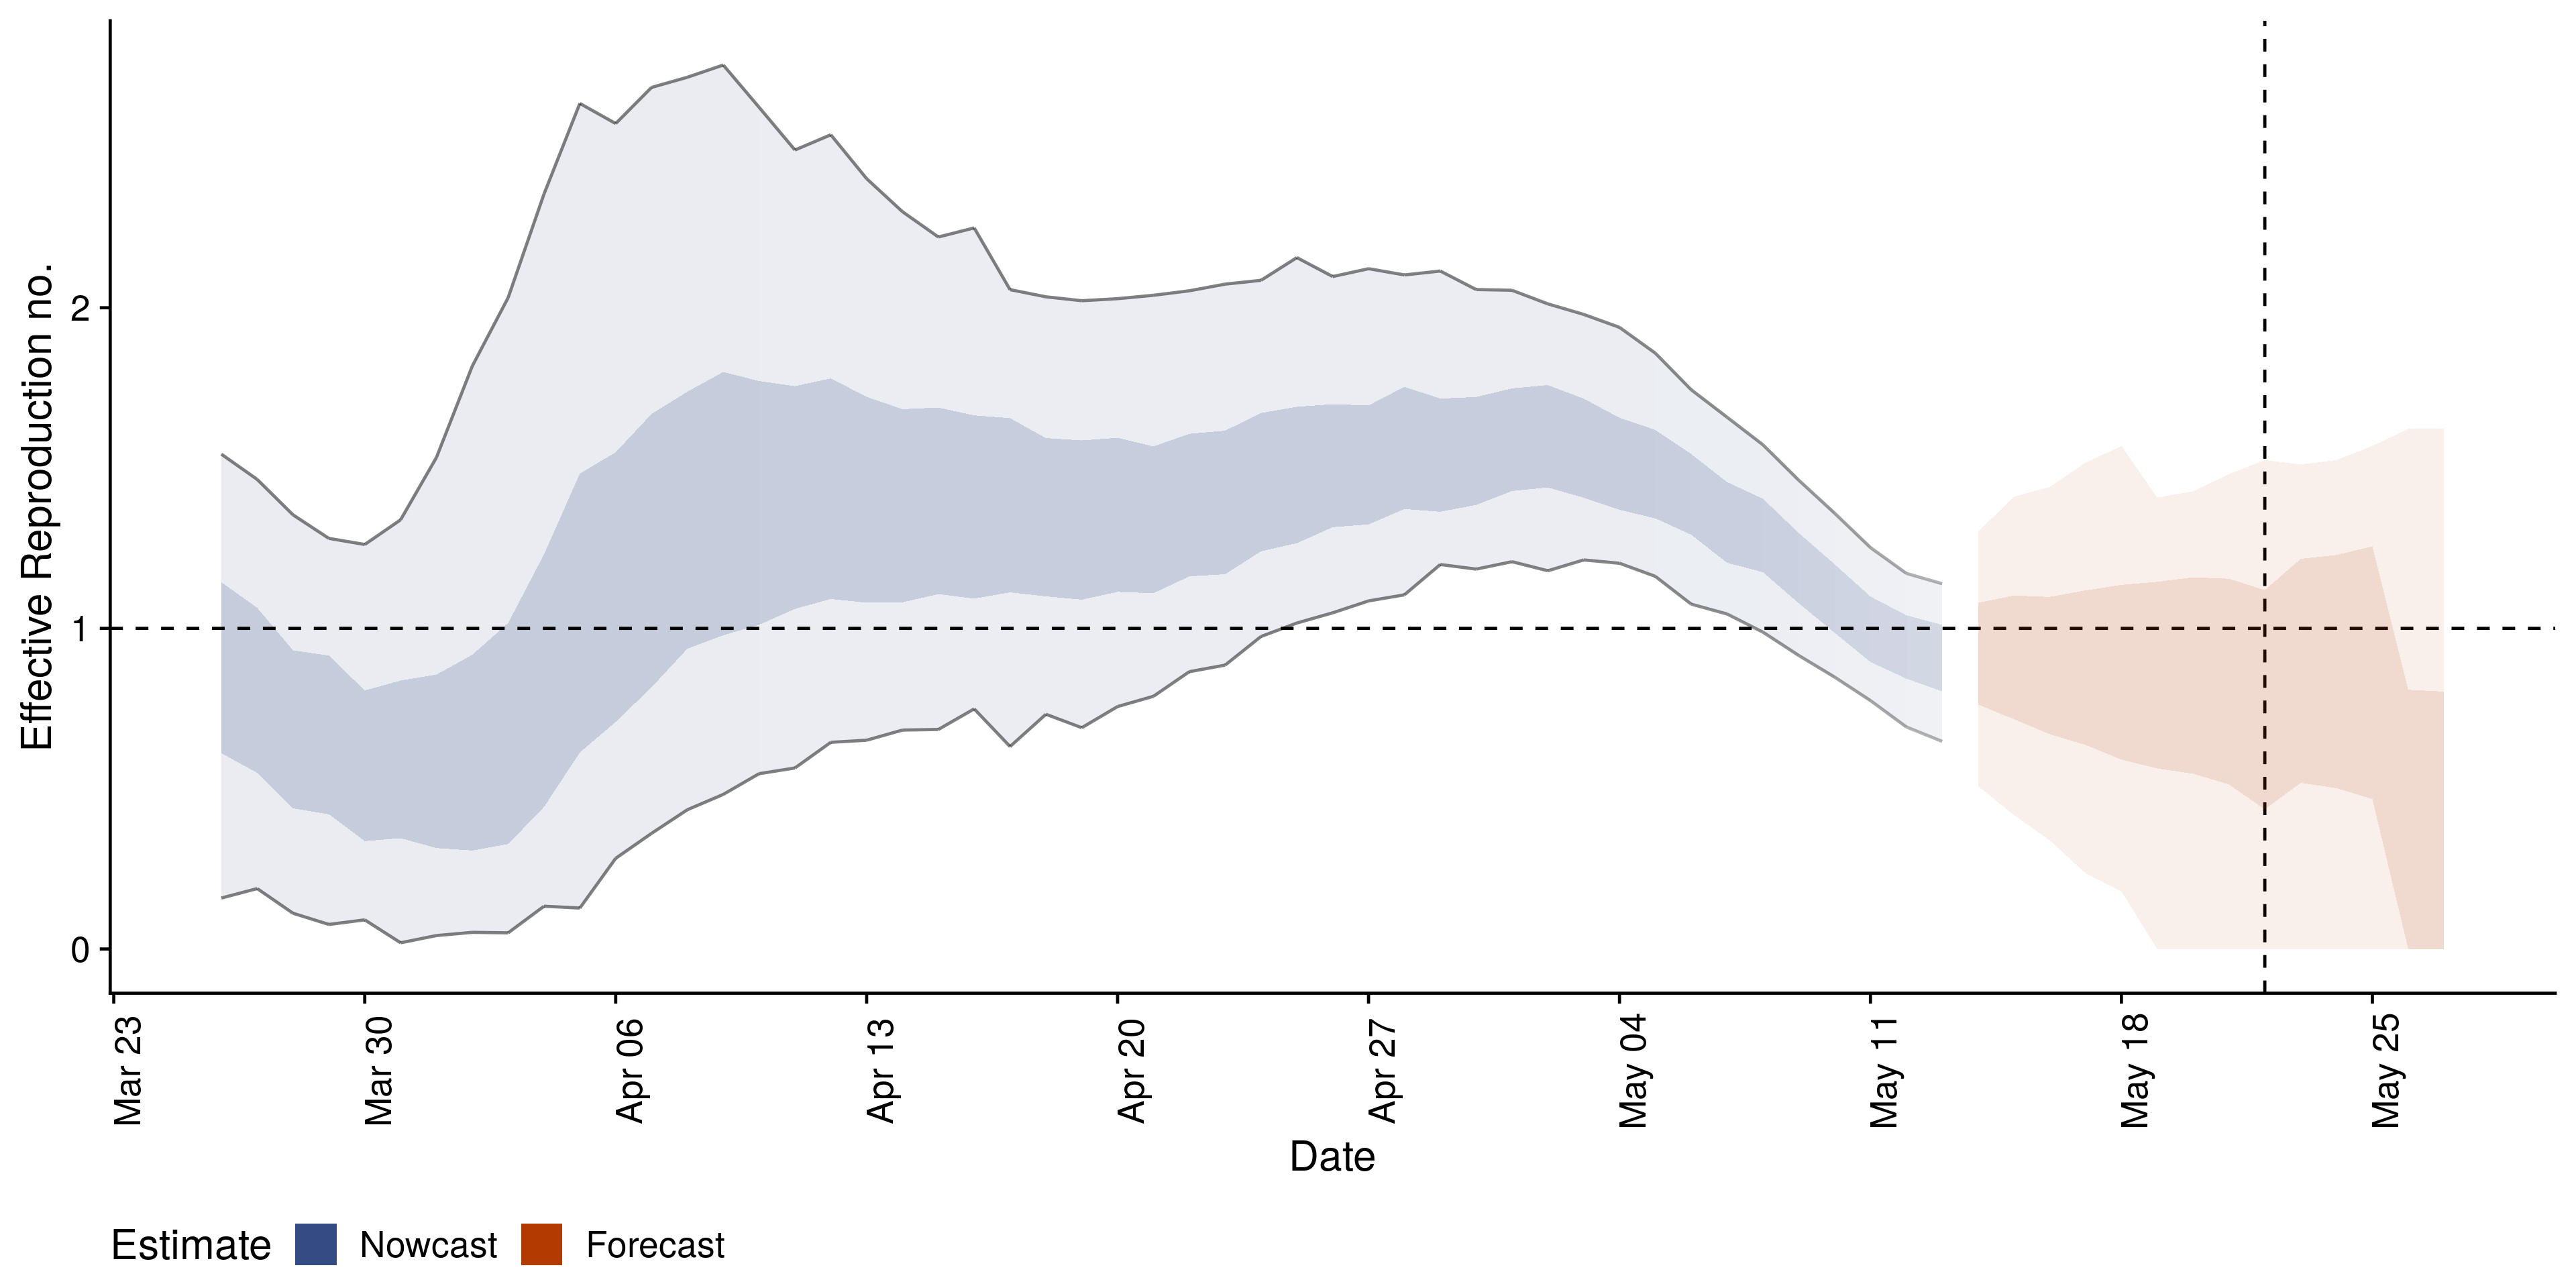 Effective Reproduction no.
2
1
0
Mar 23
Mar 30
Apr 06
Apr 13
Apr 20
Apr 27
May 04
May 11
May 18
May 25
Date
Estimate Nowcast Forecast